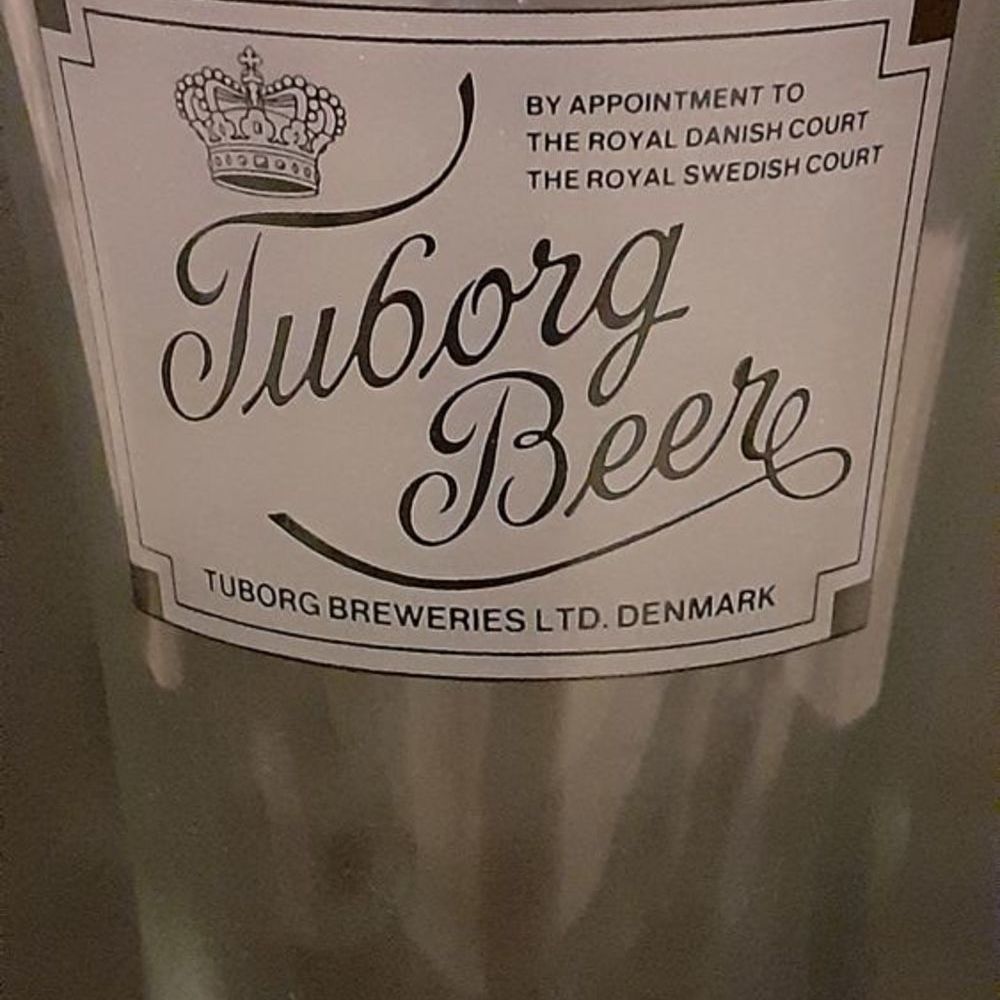 BY APPOINTMENT TO
THE ROYAL DANISH COURT
THE ROYAL SWEDISH COURT
Tuborg
Beer
TUBORG BREWERIES LTD. DENMARK